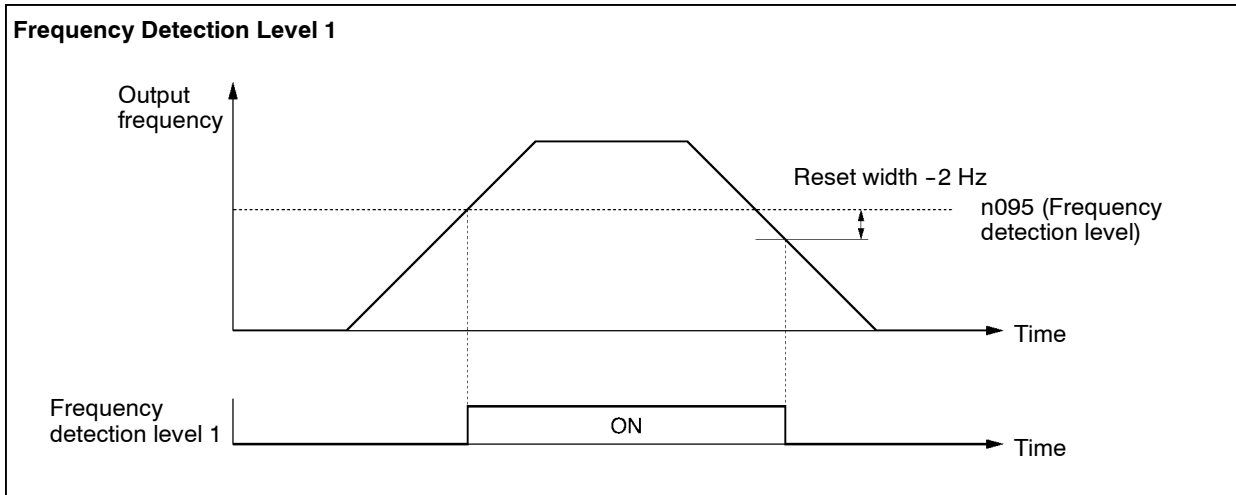 Frequency Detection Level 1
Output
frequency
Reset width -2 Hz
n095 (Frequency
detection level)
Time
Frequency
detection level 1
ON
Time